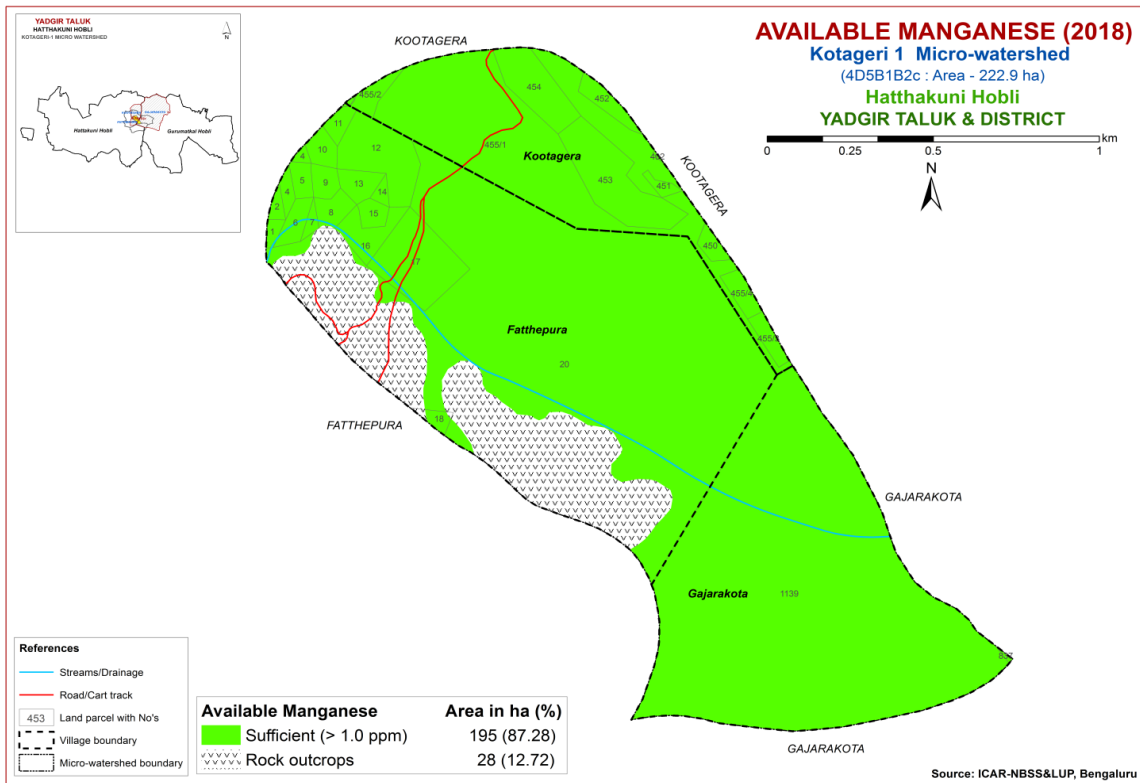 YADGIR TALUK
HATTHAKUNI HOBLI
KOTAGERI-1 MICRO WATERSHED
N
Hattakuni Hobli
Gurumatkal Hobli
AVAILABLE MANGANESE (2018)
Kotageri 1 Micro-watershed
(4D5B1B2c : Area - 222.9 ha)
Hatthakuni Hobli
YADGIR TALUK & DISTRICT
km
0 0.25 0.5 1
N
KOOTAGERA
454
452
455/2
11
455/1
Kootagera
4 10 12
453
451
KOOTAGERA
5 9 13
4 14
2 8 15
6 7
1
16
17
450
455/4
Fatthepura
20
FATTHEPURA
18
GAJARAKOTA
Gajarakota
1139
837
GAJARAKOTA
References
Streams/Drainage
Road/Cart track
453 Land parcel with No's
Village boundary
Micro-watershed boundary
Available Manganese Area in ha (%)
Sufficient (> 1.0 ppm) 195 (87.28)
Rock outcrops 28 (12.72)
Source: ICAR-NBSS&LUP, Bengaluru